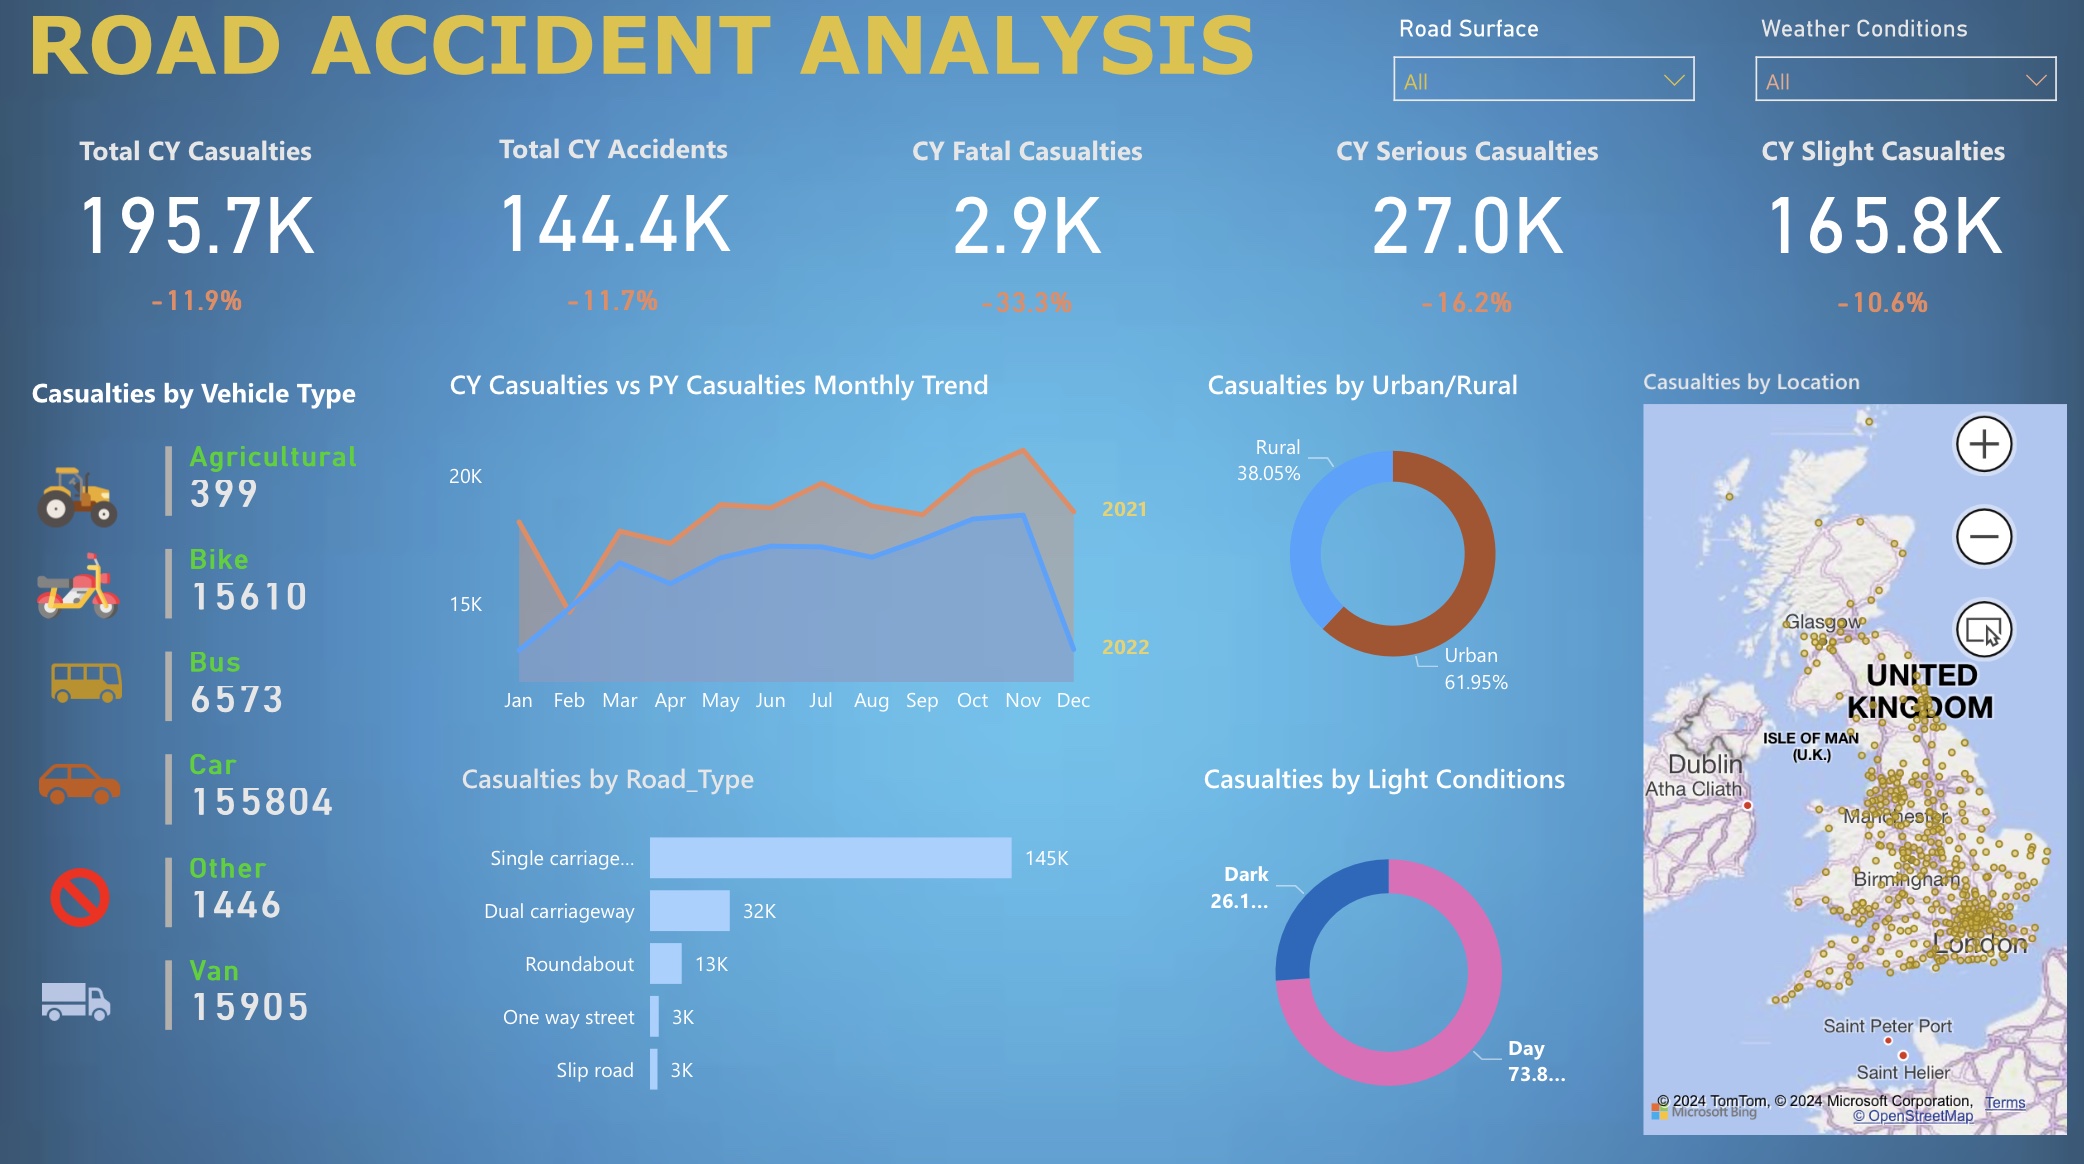 ROAD ACCIDENT ANALYSIS
Road Surface
All
Weather Conditions
All
Total CY Casualties
195.7K
-11.9%
Total CY Accidents
144.4K
-11.7%
CY Fatal Casualties
2.9K
-33.3%
CY Serious Casualties
27.0K
-16.2%
CY Slight Casualties
165.8K
-10.6%
Casualties by Vehicle Type
Agricultural
399
Bike
15610
Bus
6573
Car
155804
Other
1446
Van
15905
CY Casualties vs PY Casualties Monthly Trend
20K
15K
2021
2022
Jan Feb Mar Apr May Jun Jul Aug Sep Oct Nov Dec
Casualties by Road_Type
Single carriage... 145K
Dual carriageway 32K
Roundabout 13K
One way street 3K
Slip road 3K
Casualties by Urban/Rural
Rural
38.05%
Urban
61.95%
Casualties by Light Conditions
Dark
26.1...
Day
73.8...
Casualties by Location
Glasgow
UNITED
KINGDOM
ISLE OF MAN
(U.K.)
Dublin
Atha Cliath
Manchester
Birmingham
London
Saint Peter Port
Saint Helier
© 2024 TomTom, © 2024 Microsoft Corporation, Terms
Microsoft Bing
© OpenStreetMap